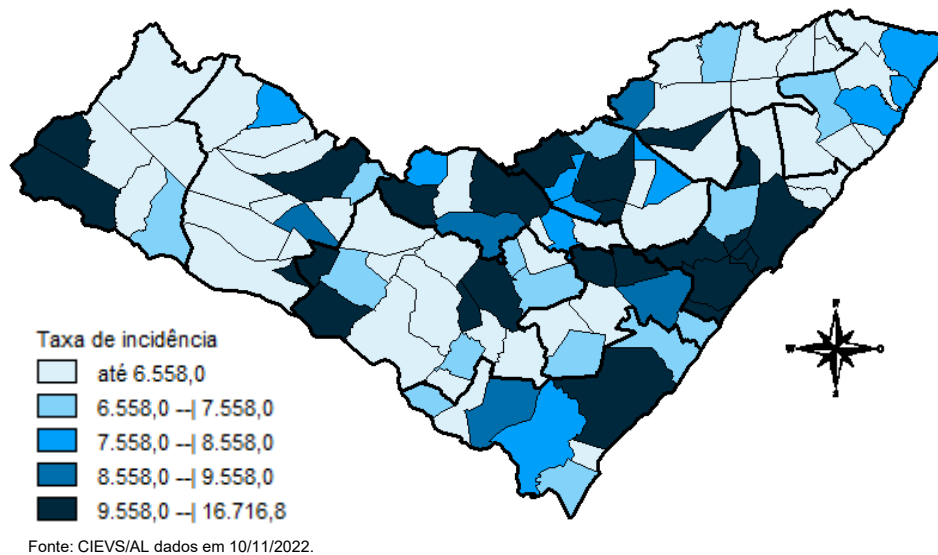 Taxa de incidência
até 6.558,0
6.558,0 --| 7.558,0
7.558,0 --| 8.558,0
8.558,0 --| 9.558,0
9.558,0 --| 16.716,8
Fonte: CIEVS/AL dados em 10/11/2022.